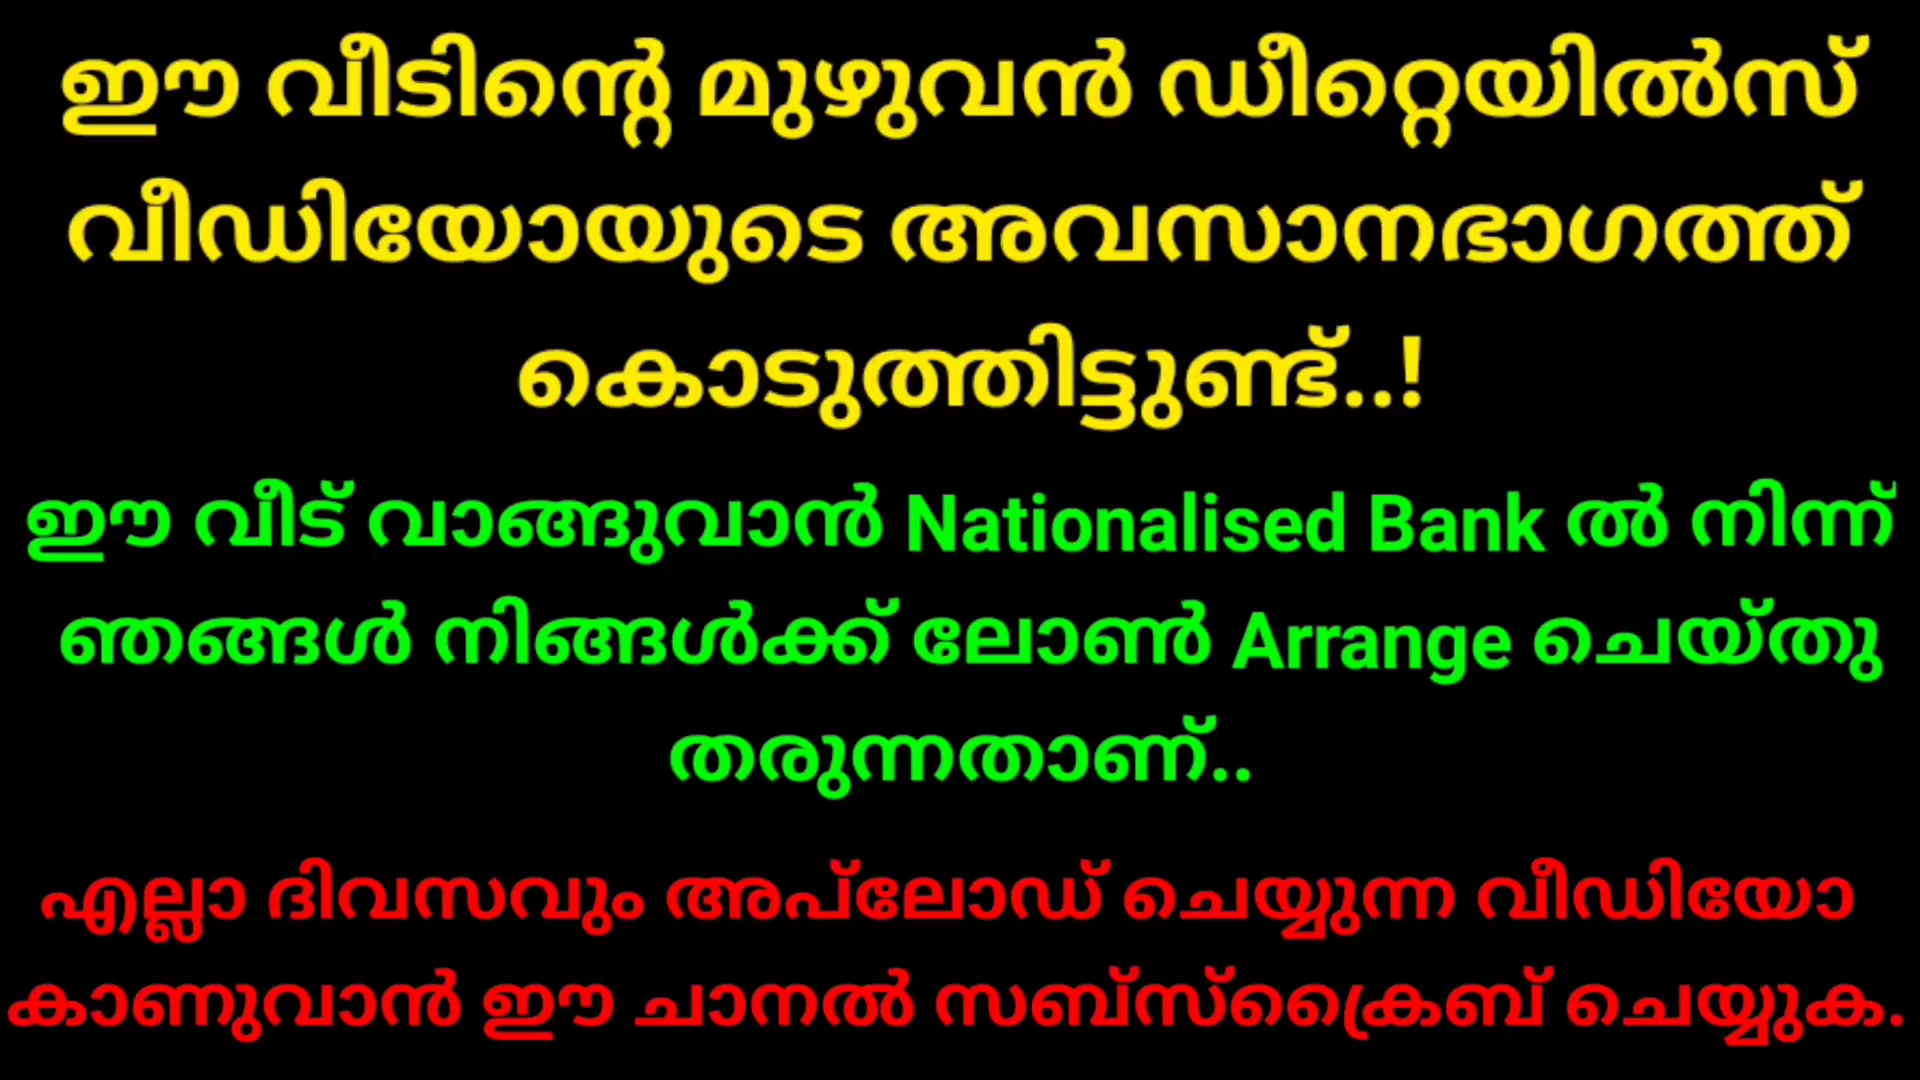 ഈ വീടിന്റെ മുഴുവൻ ഡീറ്റെയിൽസ്
വീഡിയോയുടെ അവസാനഭാഗത്ത്
കൊടുത്തിട്ടുണ്ട്..!
ഈ വീട് വാങ്ങുവാൻ Nationalised Bank ൽ നിന്ന്
ഞങ്ങൾ നിങ്ങൾക്ക് ലോൺ Arrange ചെയ്തു
തരുന്നതാണ്..
എല്ലാ ദിവസവും അപ്‌ലോഡ് ചെയ്യുന്ന വീഡിയോ
കാണുവാൻ ഈ ചാനൽ സബ്സ്ക്രൈബ് ചെയ്യുക.